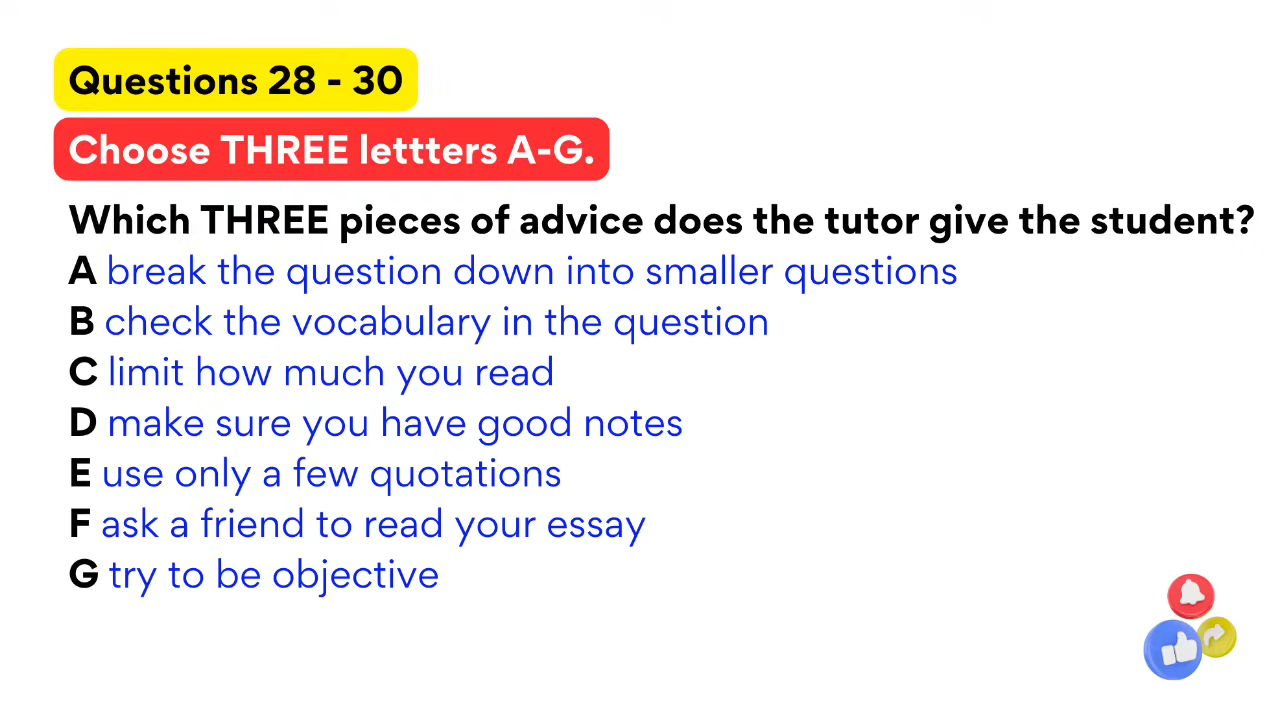 Questions 28 - 30
Choose THREE lettters A-G.
Which THREE pieces of advice does the tutor give the student?
A break the question down into smaller questions
B check the vocabulary in the question
C limit how much you read
D make sure you have good notes
E use only a few quotations
F ask a friend to read your essay
G try to be objective